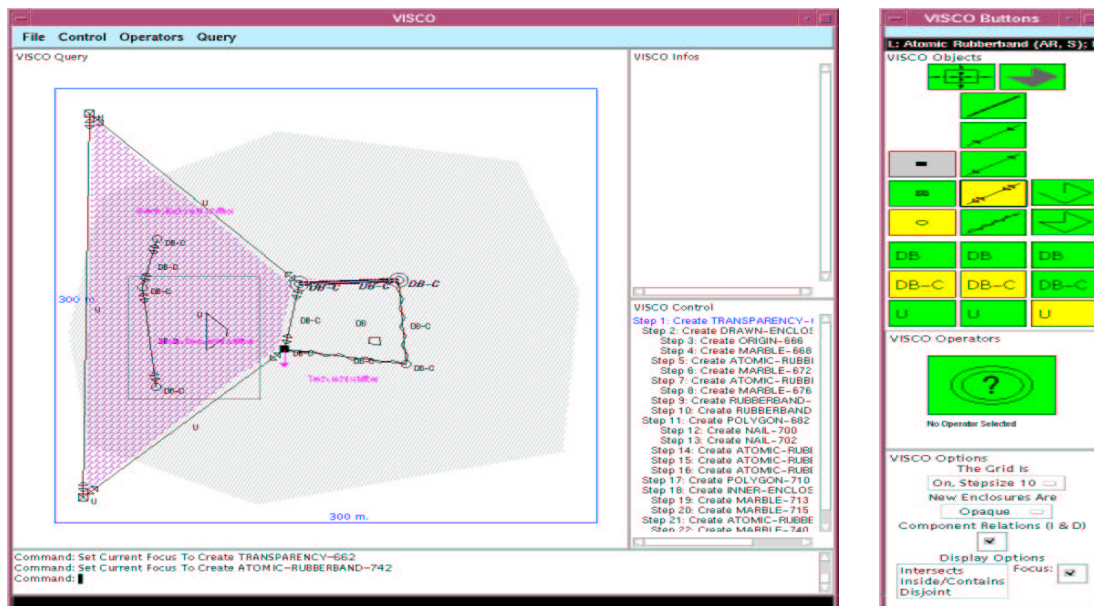 VISCO
File Control Operators Query
VISCO Query
U
DB-C
DB-C
DB-C
300 m.
U
U
DB-C
DB-C
DB-C
DB-C
DB
DB-C
DB-C
DB-C
DB-C
U
U
300 m.
VISCO Infos
VISCO Control
Step 1: Create TRANSPARENCY-
Step 2: Create DRAWN-ENCLOS
Step 3: Create ORIGIN-666
Step 4: Create MARBLE-668
Step 5: Create ATOMIC-RUBBI
Step 6: Create MARBLE-672
Step 7: Create ATOMIC-RUBBI
Step 8: Create MARBLE-676
Step 9: Create RUBBERBAND-
Step 10: Create RUBBERBAND
Step 11: Create POLYGON-682
Step 12: Create NAIL-700
Step 13: Create NAIL-702
Step 14: Create ATOMIC-RUBE
Step 15: Create ATOMIC-RUBE
Step 16: Create ATOMIC-RUBE
Step 17: Create POLYGON-710
Step 18: Create INNER-ENCLOS
Step 19: Create MARBLE-713
Step 20: Create MARBLE-715
Step 21: Create ATOMIC-RUBBE
Step 22: Create MARBLE-740
Command: Set Current Focus To Create TRANSPARENCY-662
Command: Set Current Focus To Create ATOMIC-RUBBERBAND-742
Command:
VISCO Buttons
L: Atomic Rubberband (AR, S);
VISCO Objects
DB DB DB
DB-C DB-C DB-C
U U U
VISCO Operators
?
No Operator Selected
VISCO Options
The Grid Is
On, Stepsize 10
New Enclosures Are
Opaque
Component Relations (I & D)
Display Options
Intersects
Focus:
Inside/Contains
Disjoint